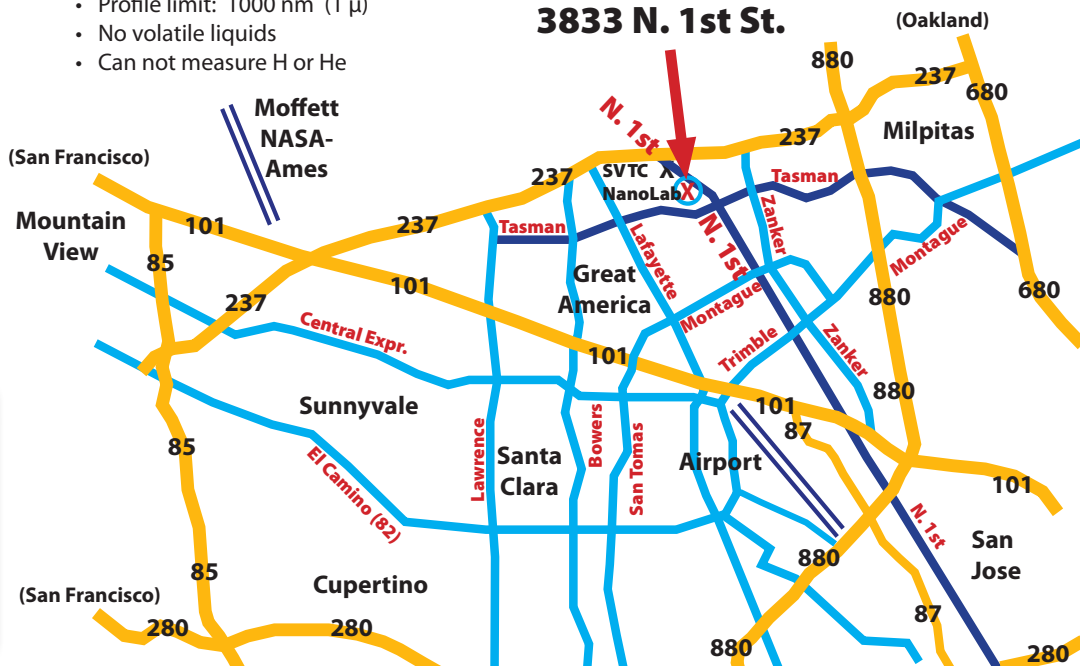 • Profile limit: 1000 nm (1 µ)
• No volatile liquids
• Can not measure H or He
3833 N. 1st St.
(Oakland)
880
237
680
Moffett
NASA-
Ames
N. 1st
237
Milpitas
(San Francisco)
237
SVTC X
NanoLab X
Tasman
Mountain
View
101
237
Tasman
Lafayette
N. 1st
Zanker
Montague
85
Great
America
237
101
Montague
880
680
Central Expr.
101
Trimble
Zanker
Sunnyvale
101
880
87
85
El Camino (82)
Lawrence
Santa
Clara
Bowers
San Tomas
Airport
101
N. 1st
San
Jose
85
Cupertino
880
(San Francisco)
280
280
87
880
280